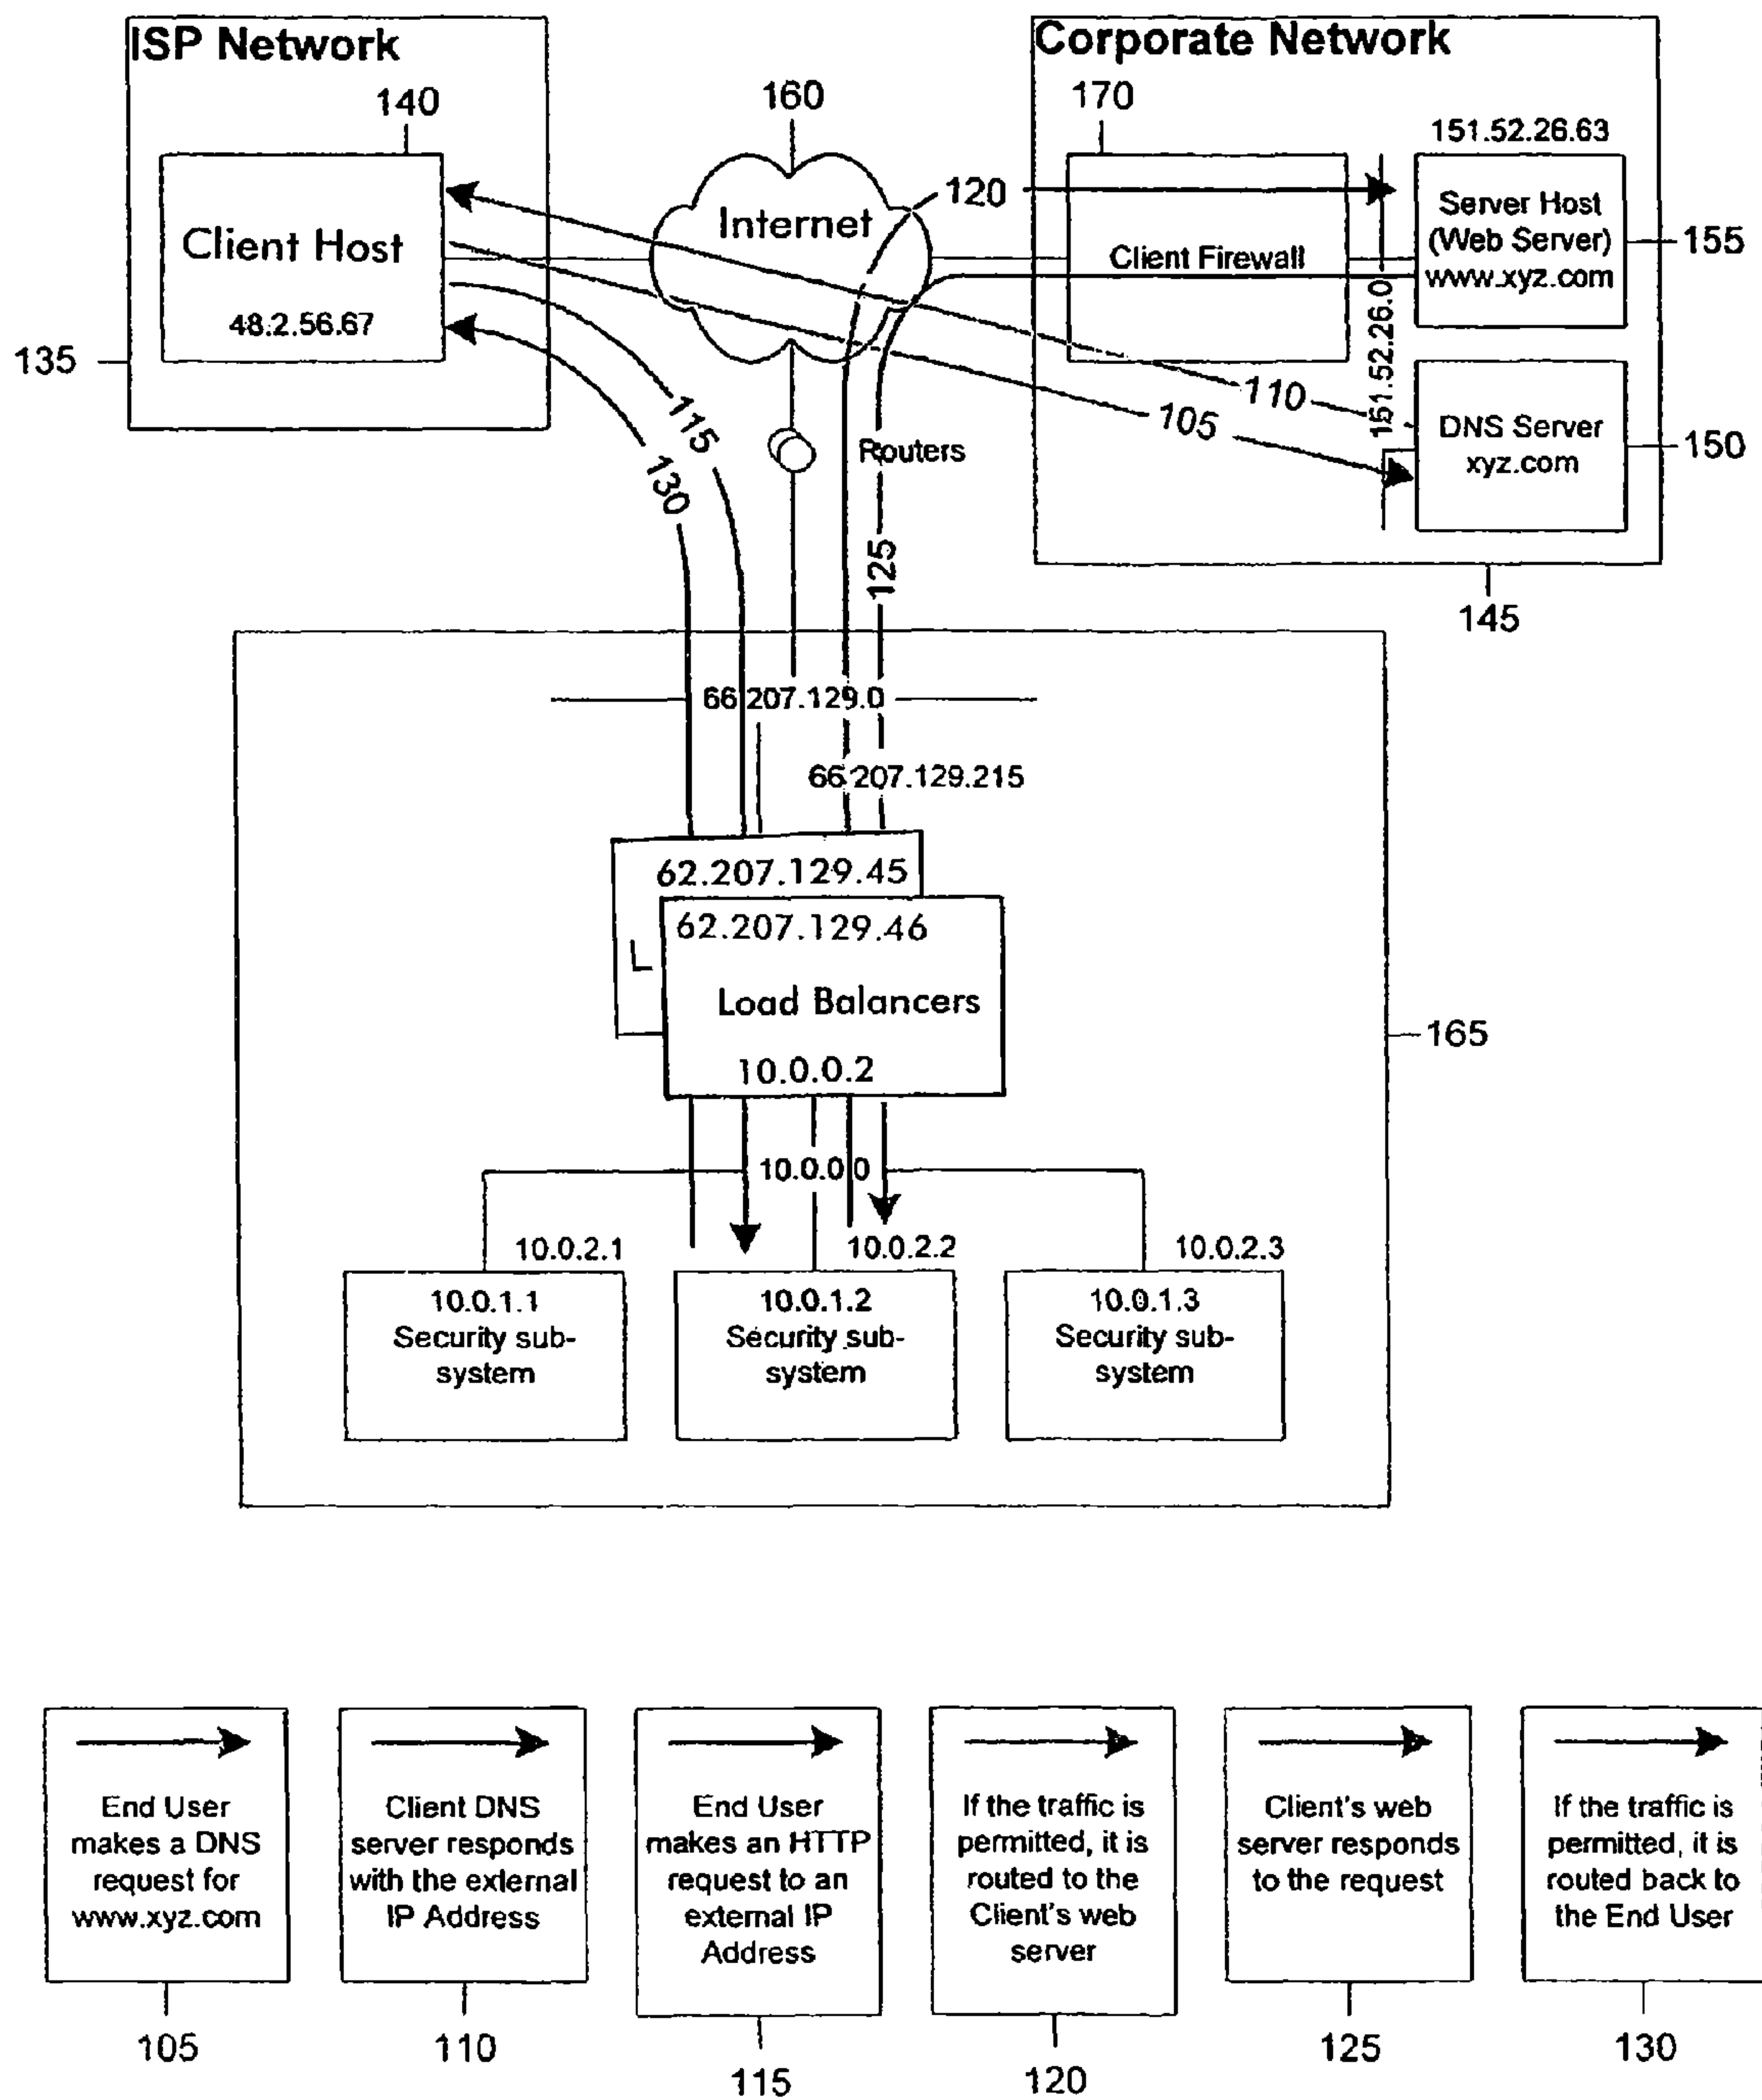 ISP Network
140
Client Host
48.2.56.67
135
160
Internet
Corporate Network
170
Client Firewall
151.52.26.63
Server Host
(Web Server)
www.xyz.com
155
151.52.26.0
DNS Server
xyz.com
150
145
120
110
105
115
130
125
Routers
66.207.129.0
66.207.129.215
62.207.129.45
62.207.129.46
Load Balancers
10.0.0.2
165
10.0.0.0
10.0.2.1
10.0.2.2
10.0.2.3
10.0.1.1
Security sub-
system
10.0.1.2
Security sub-
system
10.0.1.3
Security sub-
system
End User
makes a DNS
request for
www.xyz.com
105
Client DNS
server responds
with the external
IP Address
110
End User
makes an HTTP
request to an
external IP
Address
115
If the traffic is
permitted, it is
routed to the
Client's web
server
120
Client's web
server responds
to the request
125
If the traffic is
permitted, it is
routed back to
the End User
130